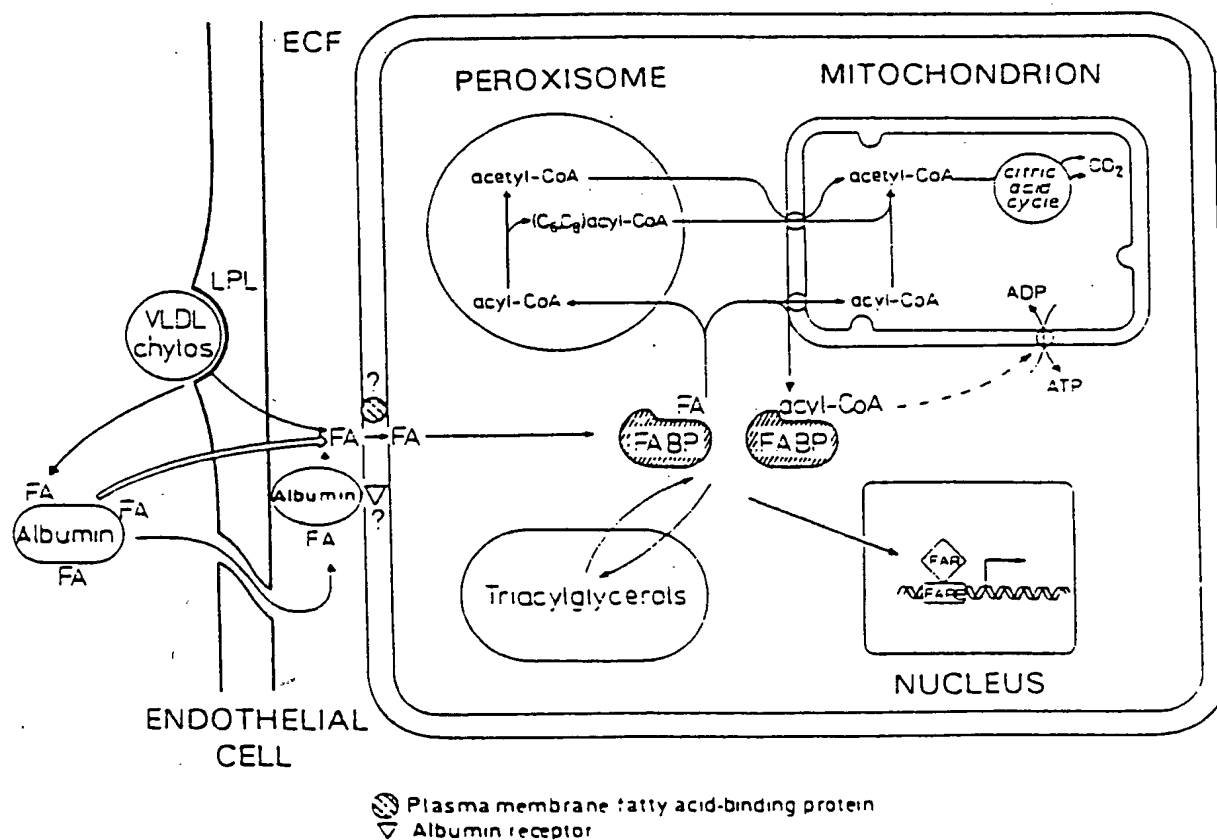 ECF
PEROXISOME
MITOCHONDRION
acetyl-CoA
acetyl-CoA
citric
acid
cycle
CO₂
(C₆C₈)acyl-CoA
LPL
acyl-CoA
acyl-CoA
ADP
VLDL
chylos
ATP
?
FA
acyl-CoA
FA
FA
FABP
FABP
FA
FA
Albumin
Albumin
?
FA
FA
FAR
Triacylglycerols
FARE
NUCLEUS
ENDOTHELIAL
CELL
Plasma membrane fatty acid-binding protein
Albumin receptor